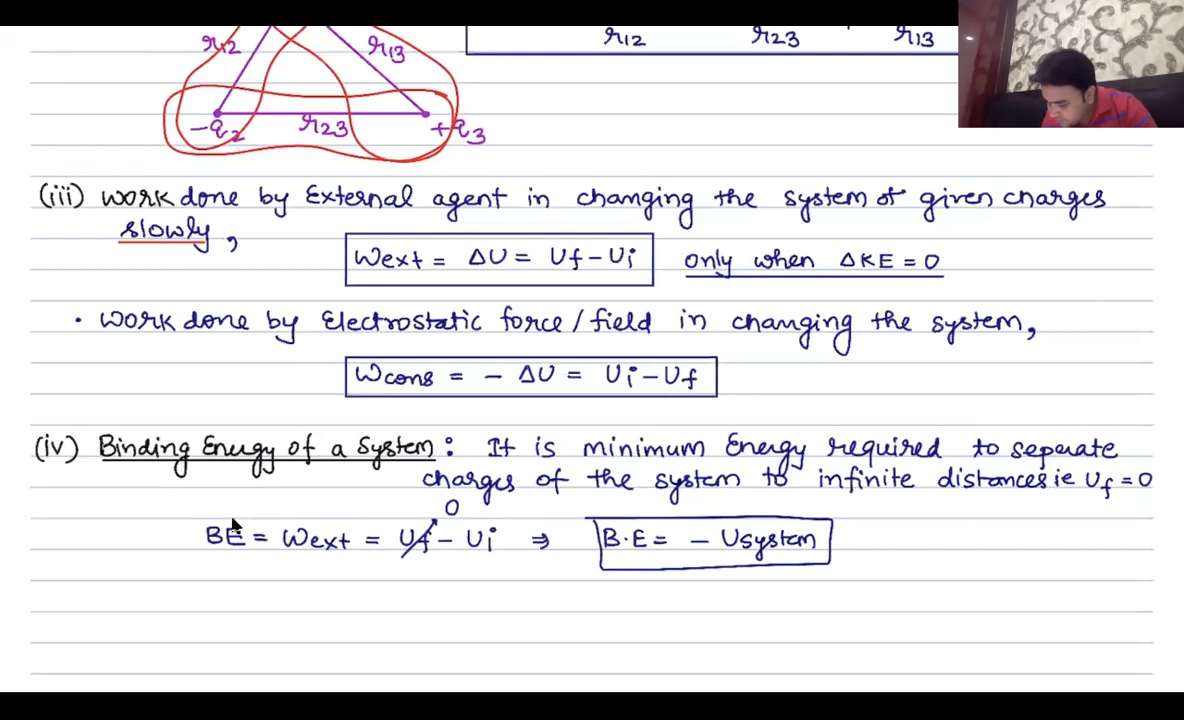 r12 r13 r12 r23 r13
-q2 r23 +q3
(iii) Work done by External agent in changing the system of given charges
slowly,
Wext = ΔU = Uf - Ui only when ΔKE = 0
• Work done by Electrostatic force/field in changing the system,
Wcons = - ΔU = Ui - Uf
(iv) Binding Energy of a System : It is minimum Energy required to separate
charges of the system to infinite distances ie Uf = 0
0
BE = Wext = Uf - Ui ⇒ B.E = - Usystem